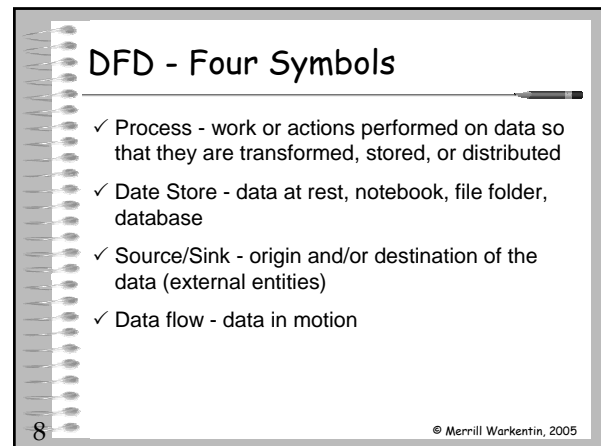 DFD - Four Symbols
✓ Process - work or actions performed on data so
that they are transformed, stored, or distributed
✓ Date Store - data at rest, notebook, file folder,
database
✓ Source/Sink - origin and/or destination of the
data (external entities)
✓ Data flow - data in motion
8
© Merrill Warkentin, 2005